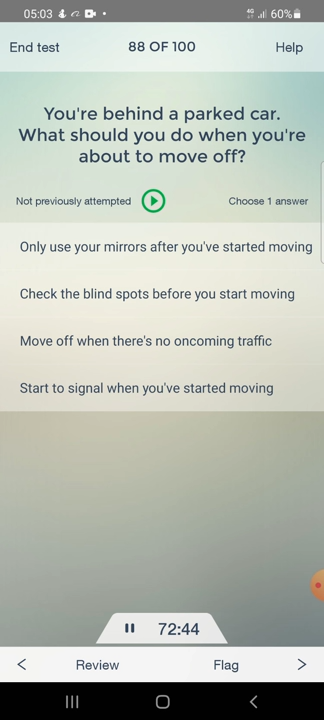 05:03 4G 60%
End test 88 OF 100 Help
You're behind a parked car.
What should you do when you're
about to move off?
Not previously attempted Choose 1 answer
Only use your mirrors after you've started moving
Check the blind spots before you start moving
Move off when there's no oncoming traffic
Start to signal when you've started moving
72:44
Review Flag